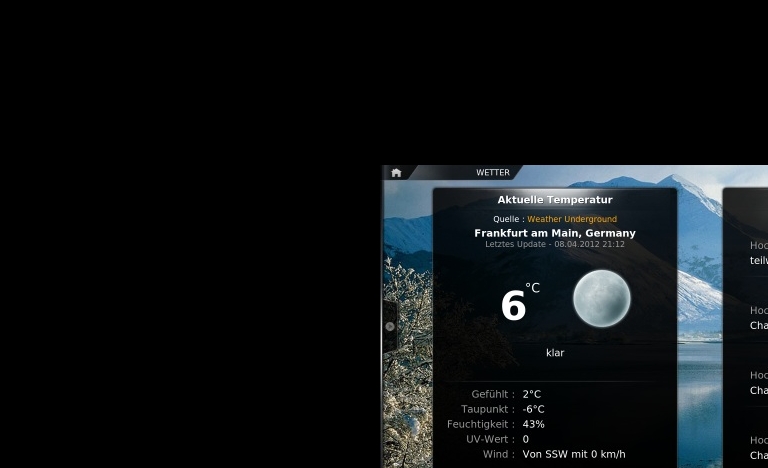 WETTER
Aktuelle Temperatur
Quelle : Weather Underground
Frankfurt am Main, Germany
Letztes Update - 08.04.2012 21:12
6 °C
klar
Gefühlt : 2°C
Taupunkt : -6°C
Feuchtigkeit : 43%
UV-Wert : 0
Wind : Von SSW mit 0 km/h
Hoc
teilw
Hoc
Cha
Hoc
Cha
Hoc
Cha